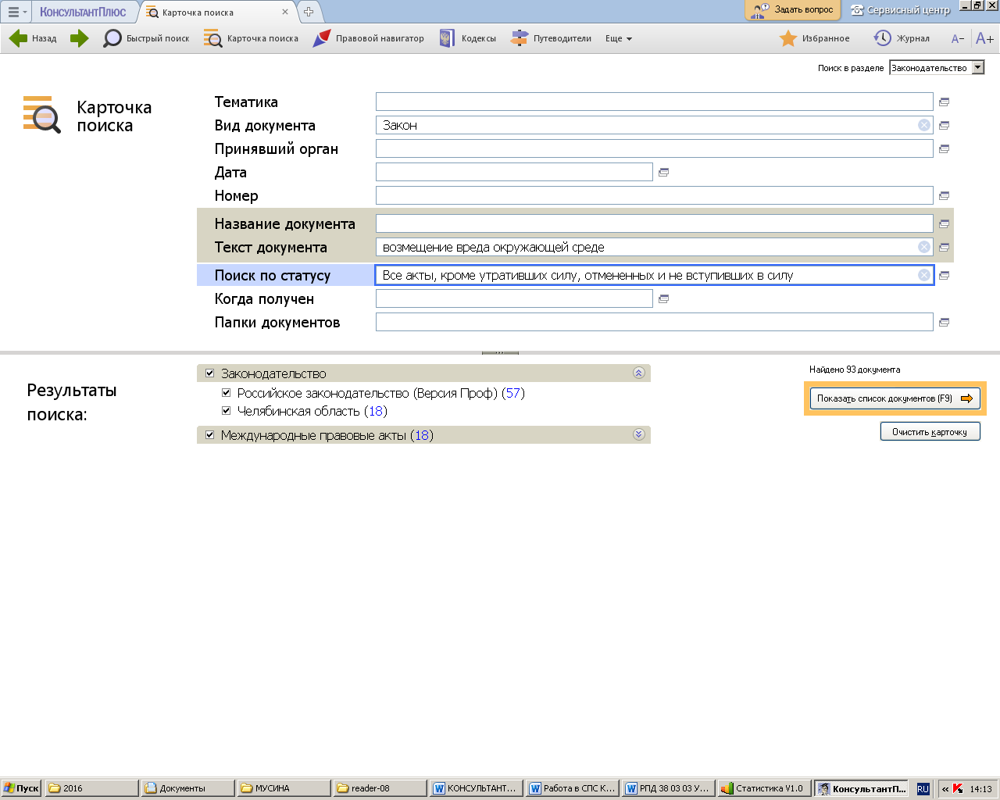 КонсультантПлюс
Карточка поиска
Задать вопрос
Сервисный центр
Назад
Быстрый поиск
Карточка поиска
Правовой навигатор
Кодексы
Путеводители
Еще
Избранное
Журнал
A−
A+
Поиск в разделе
Законодательство
Карточка
поиска
Тематика
Вид документа
Закон
Принявший орган
Дата
Номер
Название документа
Текст документа
возмещение вреда окружающей среде
Поиск по статусу
Все акты, кроме утративших силу, отмененных и не вступивших в силу
Когда получен
Папки документов
Результаты
поиска:
Законодательство
Российское законодательство (Версия Проф) (57)
Челябинская область (18)
Международные правовые акты (18)
Найдено 93 документа
Показать список документов (F9)
Очистить карточку
Пуск
2016
Документы
МУСИНА
reader-08
КОНСУЛЬТАНТ...
Работа в СПС К...
РПД 38 03 03 У...
Статистика V1.0
КонсультантП...
RU
14:13